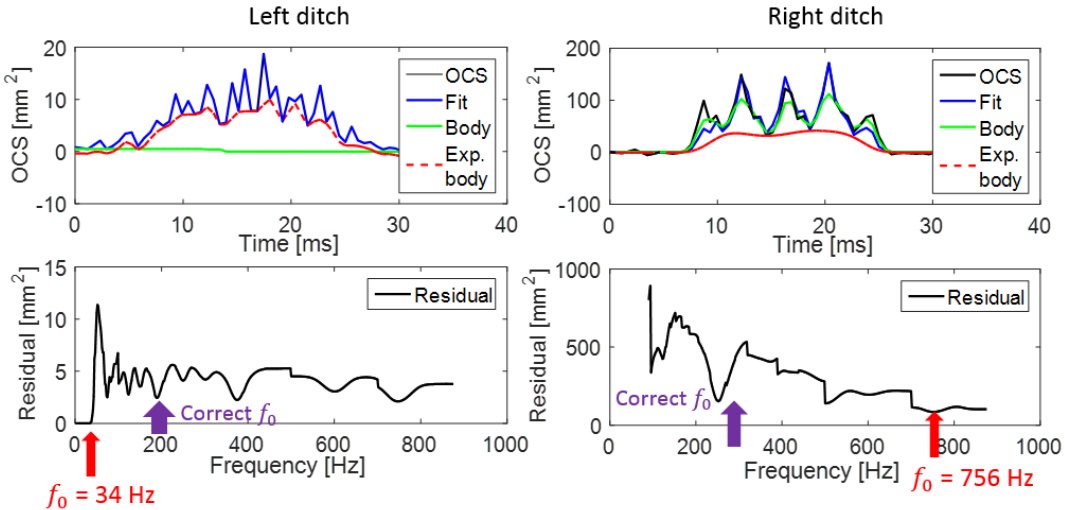 Left ditch
20
10
0
-10
OCS [mm²]
0
10
20
30
40
Time [ms]
OCS
Fit
Body
Exp.
body
Right ditch
200
100
0
-100
OCS [mm²]
0
10
20
30
40
Time [ms]
OCS
Fit
Body
Exp.
body
15
10
5
0
Residual [mm²]
0
200
400
600
800
1000
Frequency [Hz]
Residual
Correct f₀
f₀ = 34 Hz
1000
500
0
Residual [mm²]
0
200
400
600
800
1000
Frequency [Hz]
Residual
Correct f₀
f₀ = 756 Hz